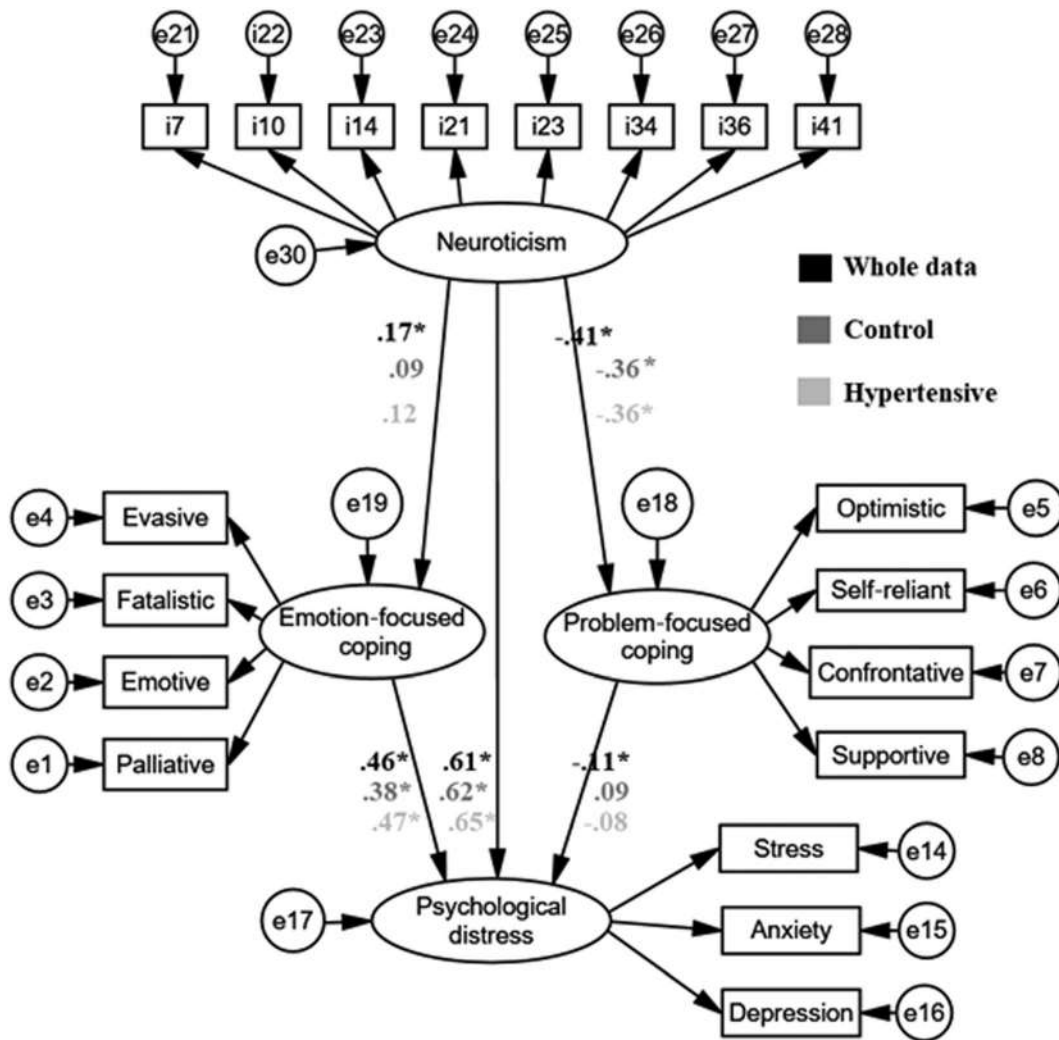 e21 i22 e23 e24 e25 e26 e27 e28
i7 i10 i14 i21 i23 i34 i36 i41
Neuroticism
e30
Whole data
Control
Hypertensive
.17*
.09
.12
-.41*
-.36*
-.36*
e4 Evasive
e3 Fatalistic
e2 Emotive
e1 Palliative
e19
Emotion-focused
coping
e18
Problem-focused
coping
Optimistic e5
Self-reliant e6
Confrontative e7
Supportive e8
.46* .61* -.11*
.38* .62* .09
.47* .65* -.08
e17
Psychological
distress
Stress e14
Anxiety e15
Depression e16